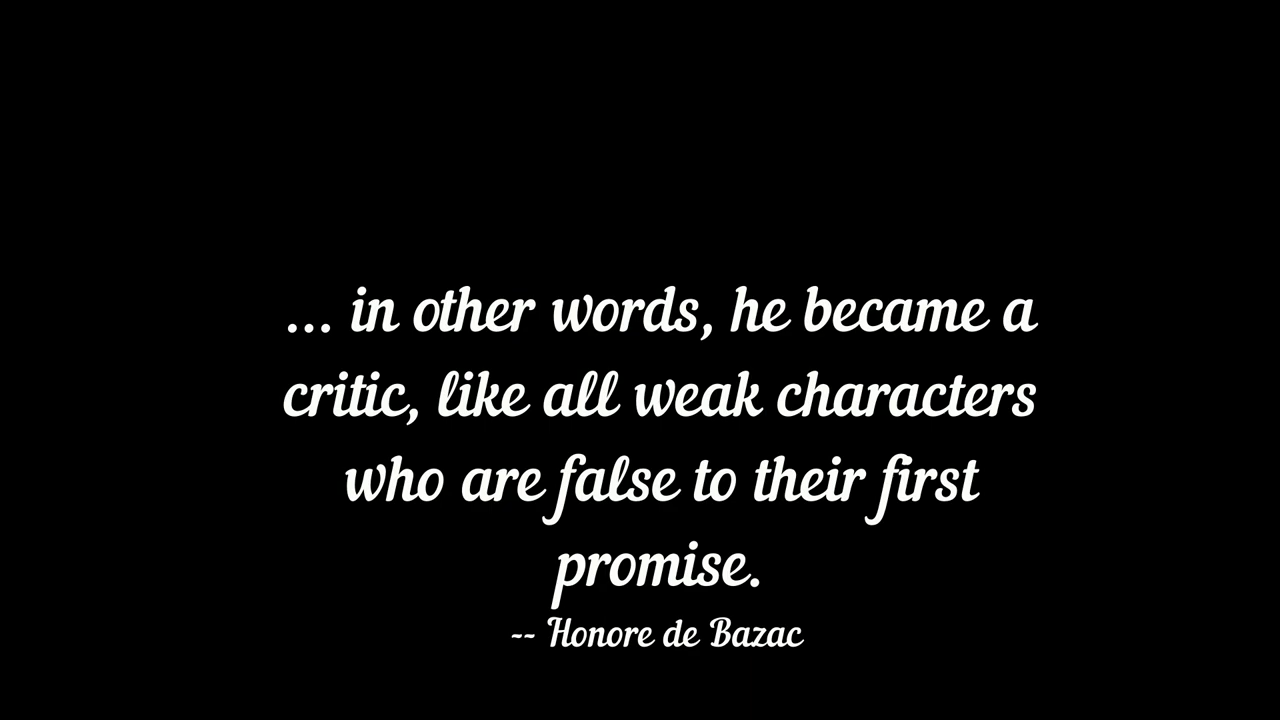 ... in other words, he became a
critic, like all weak characters
who are false to their first
promise.
-- Honore de Bazac